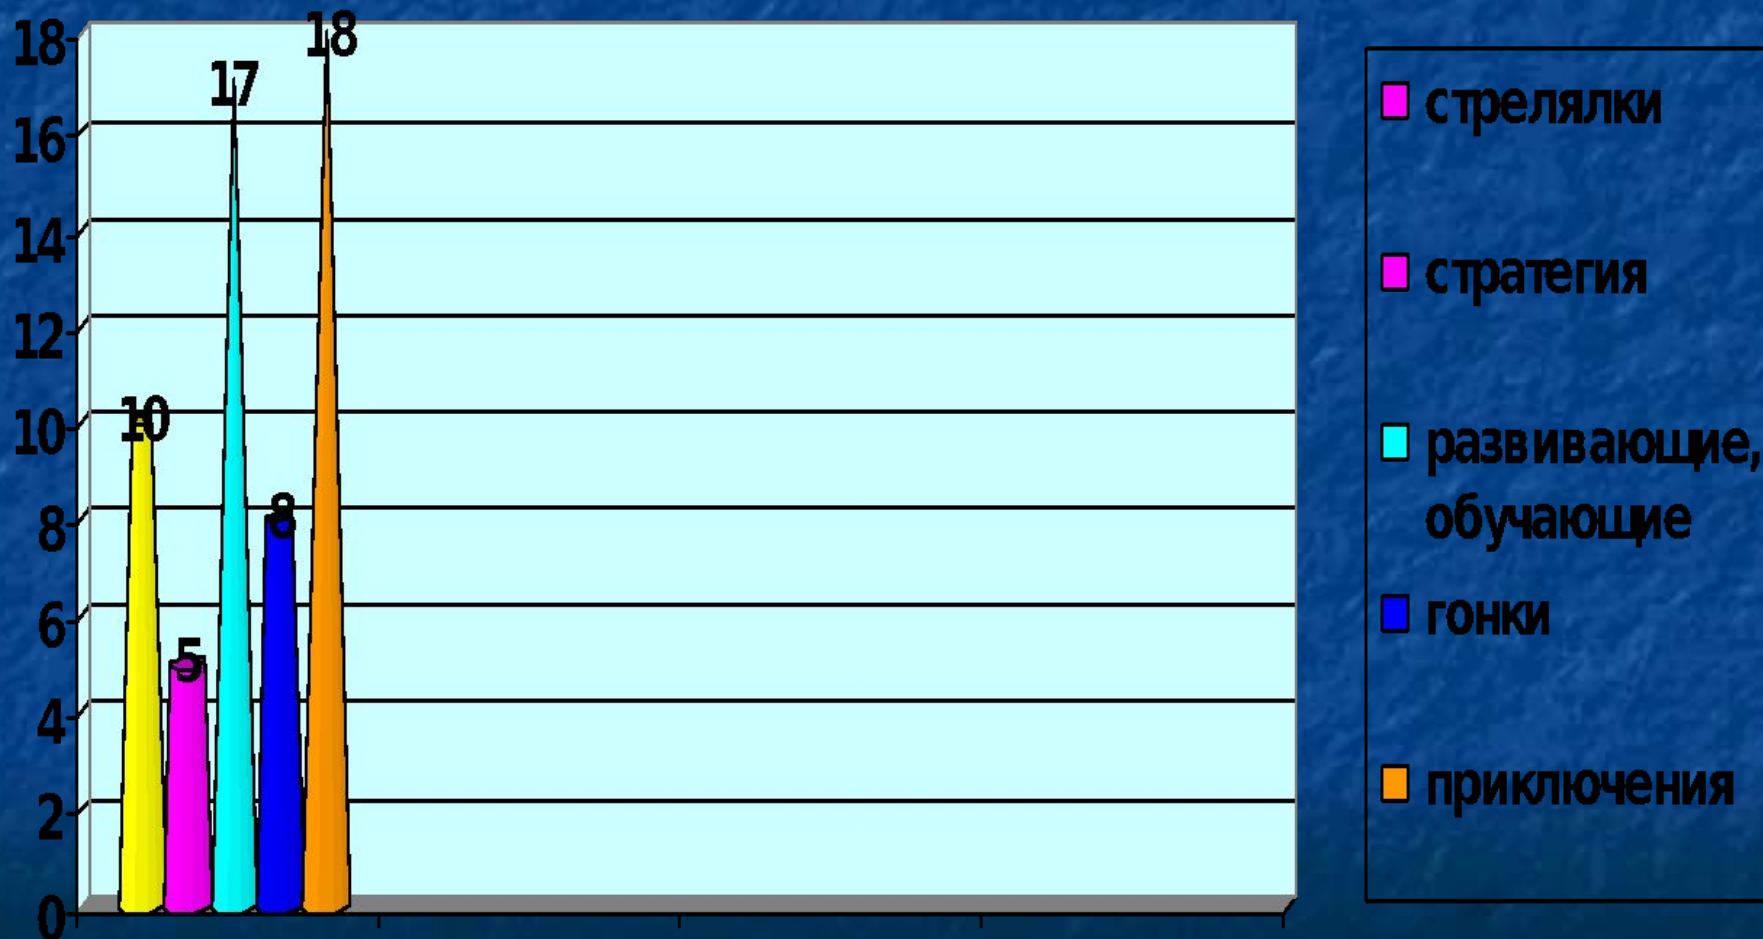 18
16
14
12
10
8
6
4
2
0
10
5
17
8
18
стрелялки
стратегия
развивающие,
обучающие
гонки
приключения